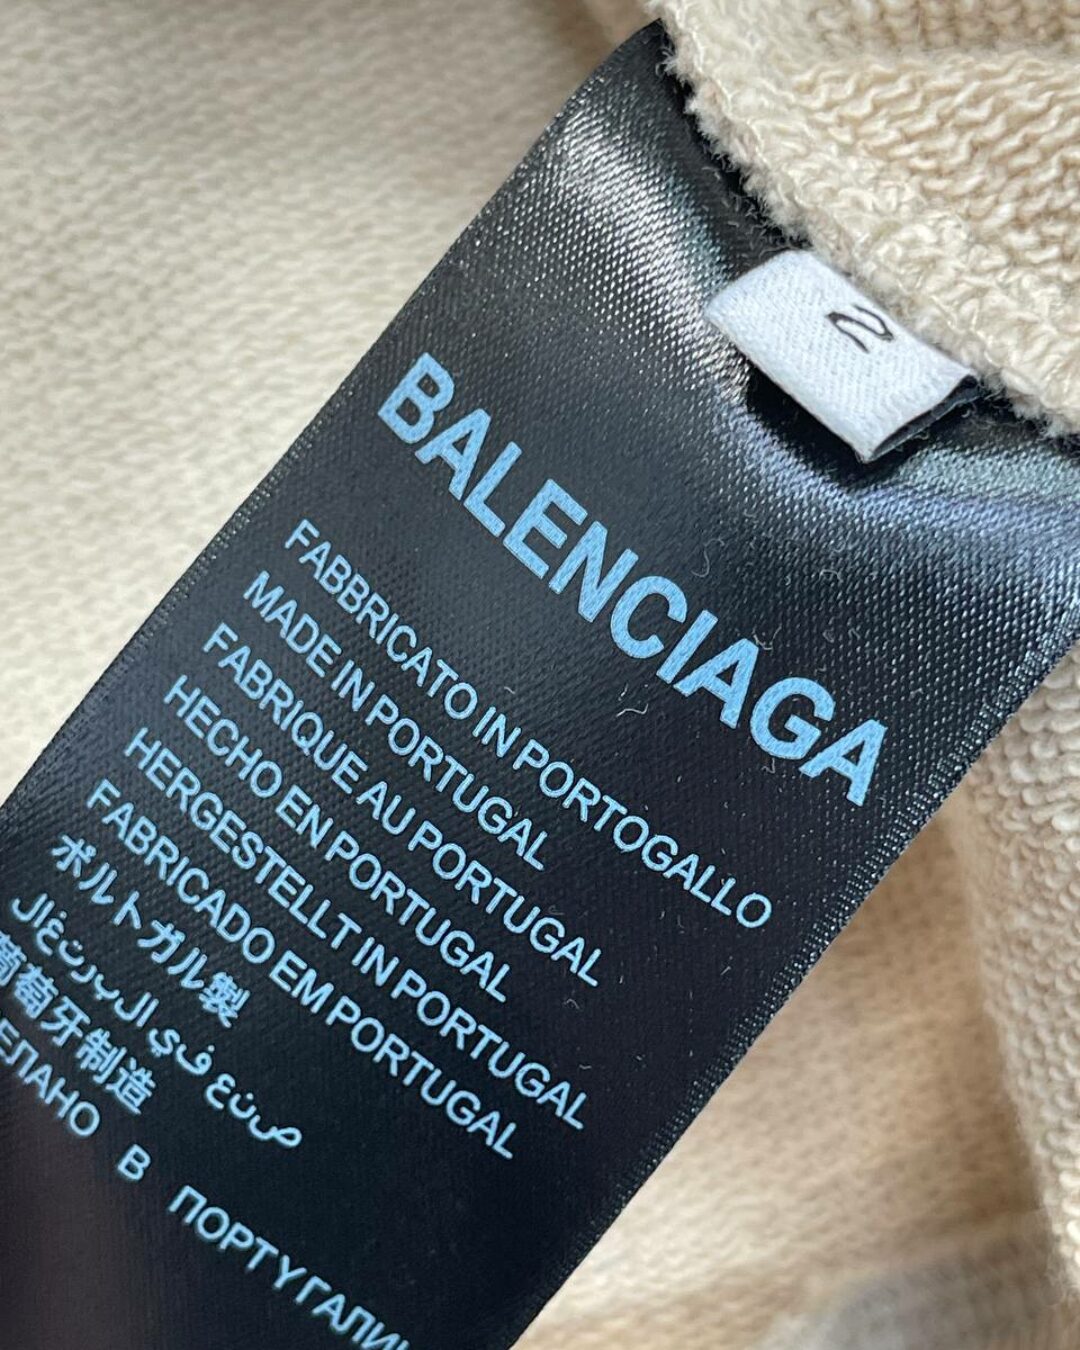 2
BALENCIAGA
FABBRICATO IN PORTOGALLO
MADE IN PORTUGAL
FABRIQUE AU PORTUGAL
HECHO EN PORTUGAL
HERGESTELLT IN PORTUGAL
FABRICADO EM PORTUGAL
ポルトガル製
صنع في البرتغال
葡萄牙制造
В ПОРТУГАЛИ